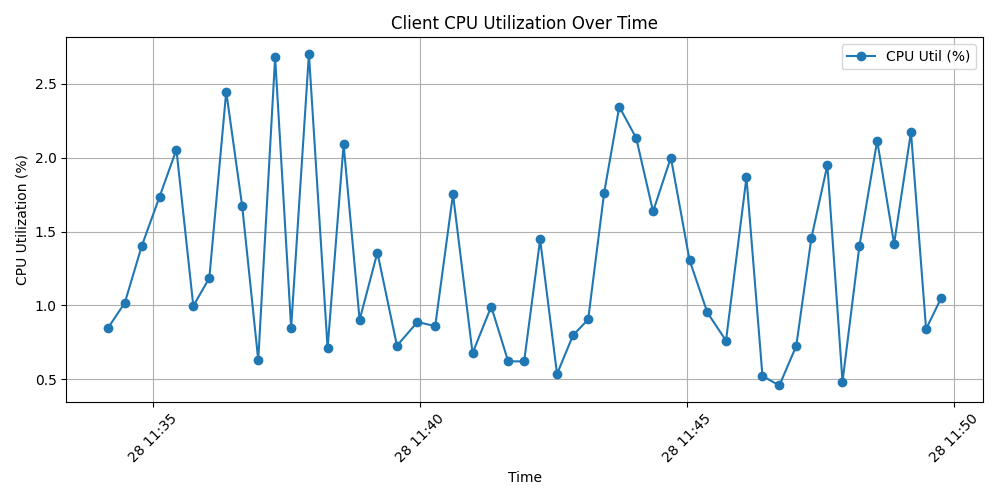 Client CPU Utilization Over Time
CPU Util (%)
CPU Utilization (%)
2.5
2.0
1.5
1.0
0.5
28 11:35
28 11:40
28 11:45
28 11:50
Time